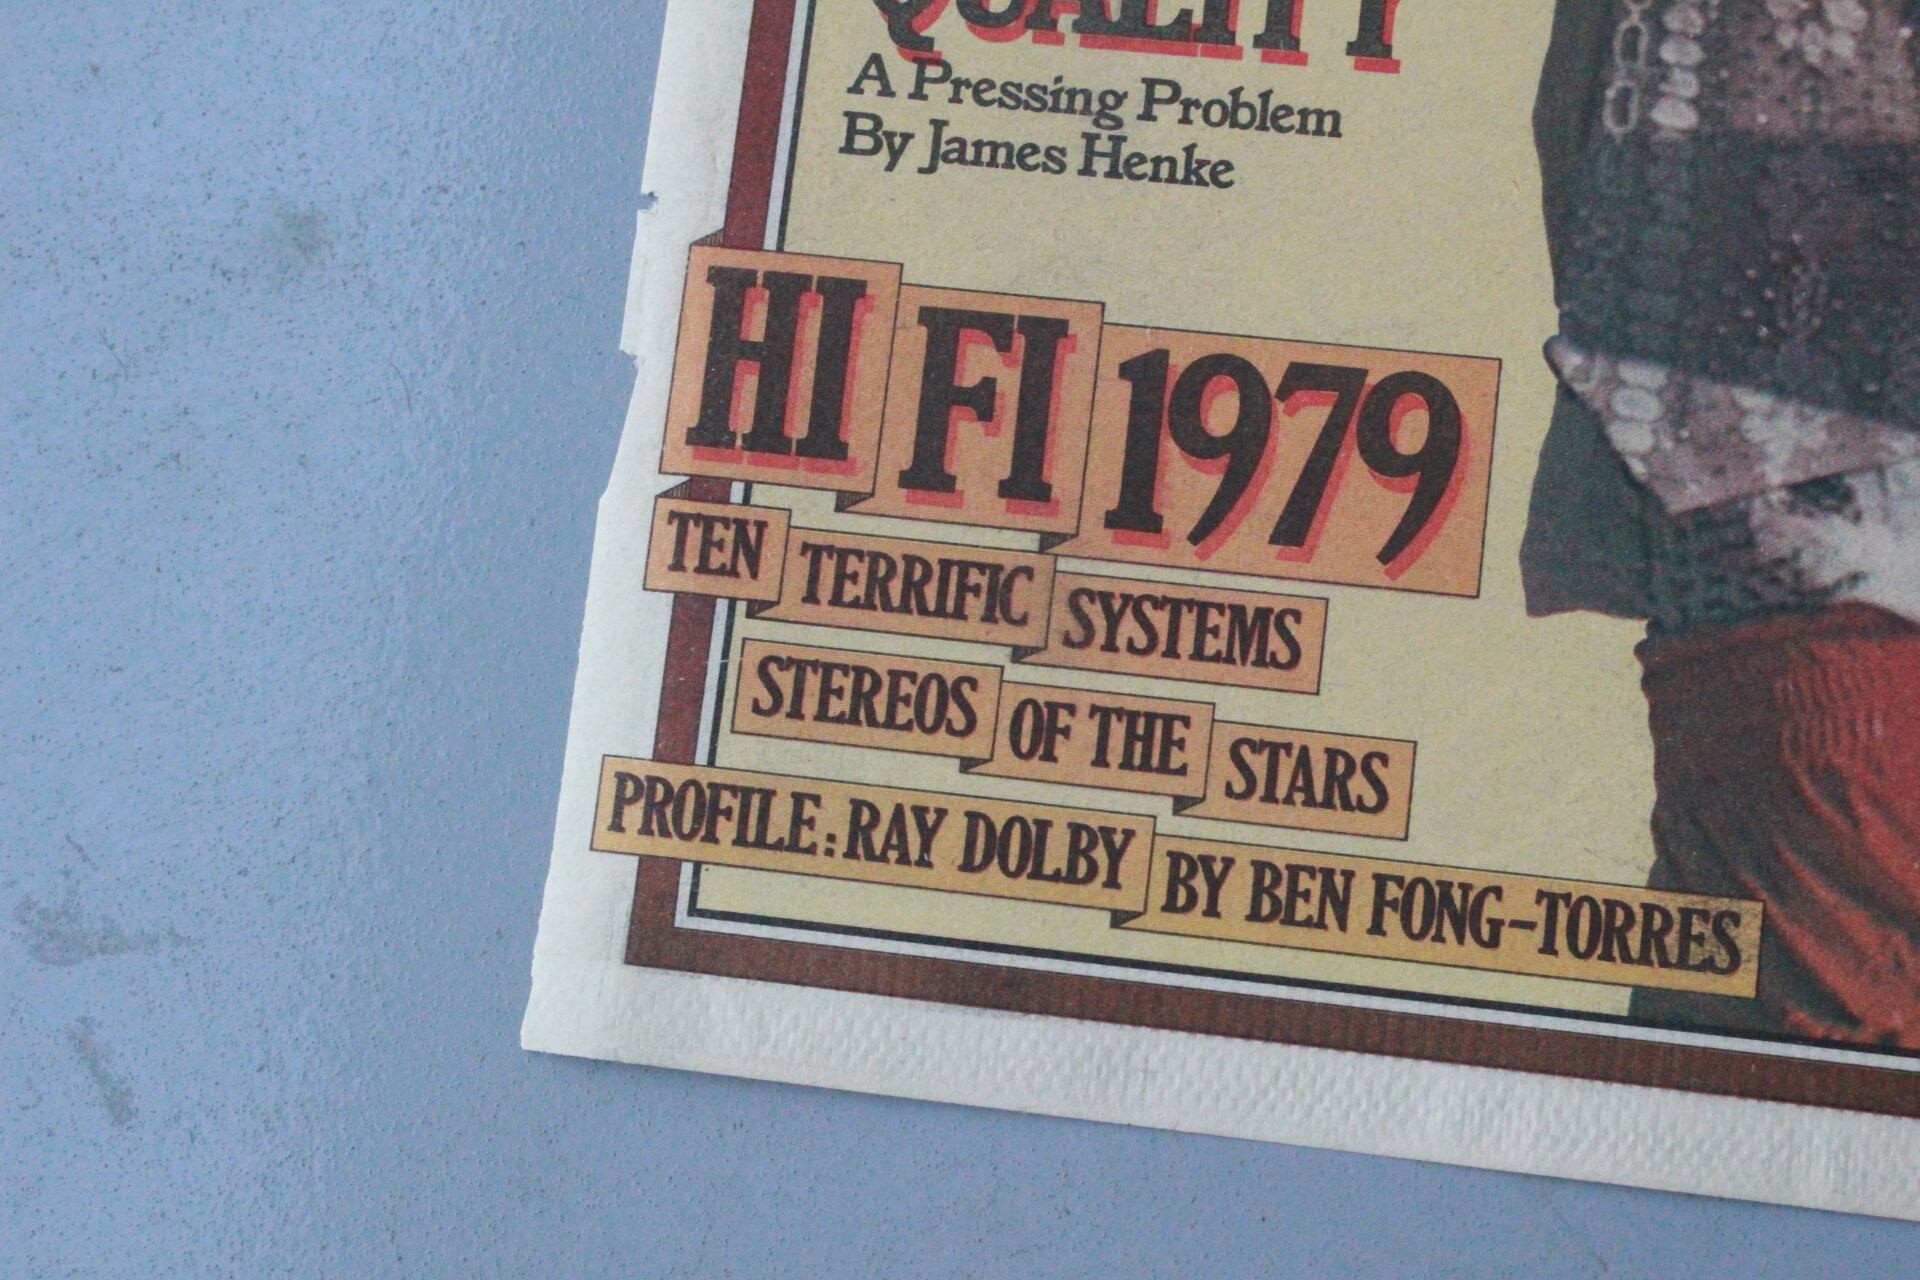 QUALITY
A Pressing Problem
By James Henke
HI FI 1979
TEN TERRIFIC SYSTEMS
STEREOS OF THE STARS
PROFILE: RAY DOLBY BY BEN FONG-TORRES